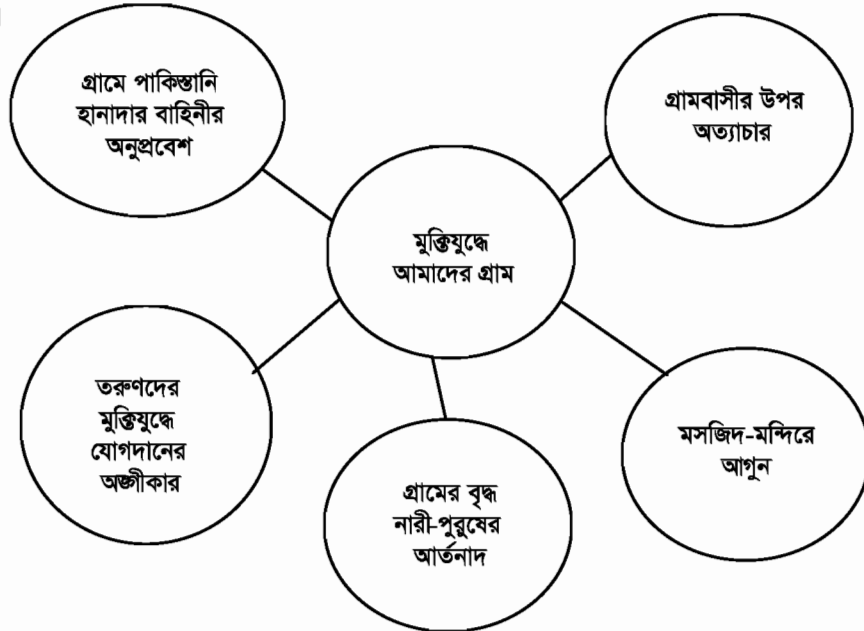 গ্রামে পাকিস্তানি
হানাদার বাহিনীর
অনুপ্রবেশ
গ্রামবাসীর উপর
অত্যাচার
মুক্তিযুদ্ধে
আমাদের গ্রাম
তরুণদের
মুক্তিযুদ্ধে
যোগদানের
অঙ্গীকার
গ্রামের বৃদ্ধ
নারী-পুরুষের
আর্তনাদ
মসজিদ-মন্দিরে
আগুন